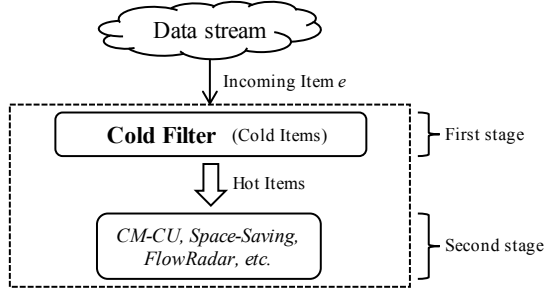 Data stream
Incoming Item e
Cold Filter (Cold Items)
First stage
Hot Items
CM-CU, Space-Saving,
FlowRadar, etc.
Second stage